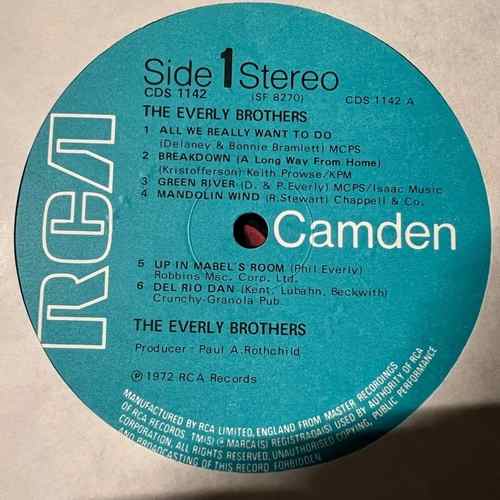 Side 1 Stereo
CDS 1142 (SF 8270) CDS 1142 A
THE EVERLY BROTHERS
1 ALL WE REALLY WANT TO DO
(Delaney & Bonnie Bramlett) MCPS
2 BREAKDOWN (A Long Way From Home)
(Kristofferson) Keith Prowse/KPM
3 GREEN RIVER (D. & P. Everly) MCPS/Isaac Music
4 MANDOLIN WIND (R. Stewart) Chappell & Co.
RCA Camden
5 UP IN MABEL'S ROOM (Phil Everly)
Robbins Msc. Corp. Ltd.
6 DEL RIO DAN (Kent. Lubahn, Beckwith)
Crunchy-Granola Pub.
THE EVERLY BROTHERS
Producer: Paul A. Rothchild
℗ 1972 RCA Records
MANUFACTURED BY RCA LIMITED, ENGLAND FROM MASTER RECORDINGS
OF RCA RECORDS. TM(S) ® MARCA(S) REGISTRADA(S) USED BY AUTHORITY OF RCA
CORPORATION, ALL RIGHTS RESERVED. UNAUTHORISED COPYING, PUBLIC PERFORMANCE
AND BROADCASTING OF THIS RECORD FORBIDDEN.